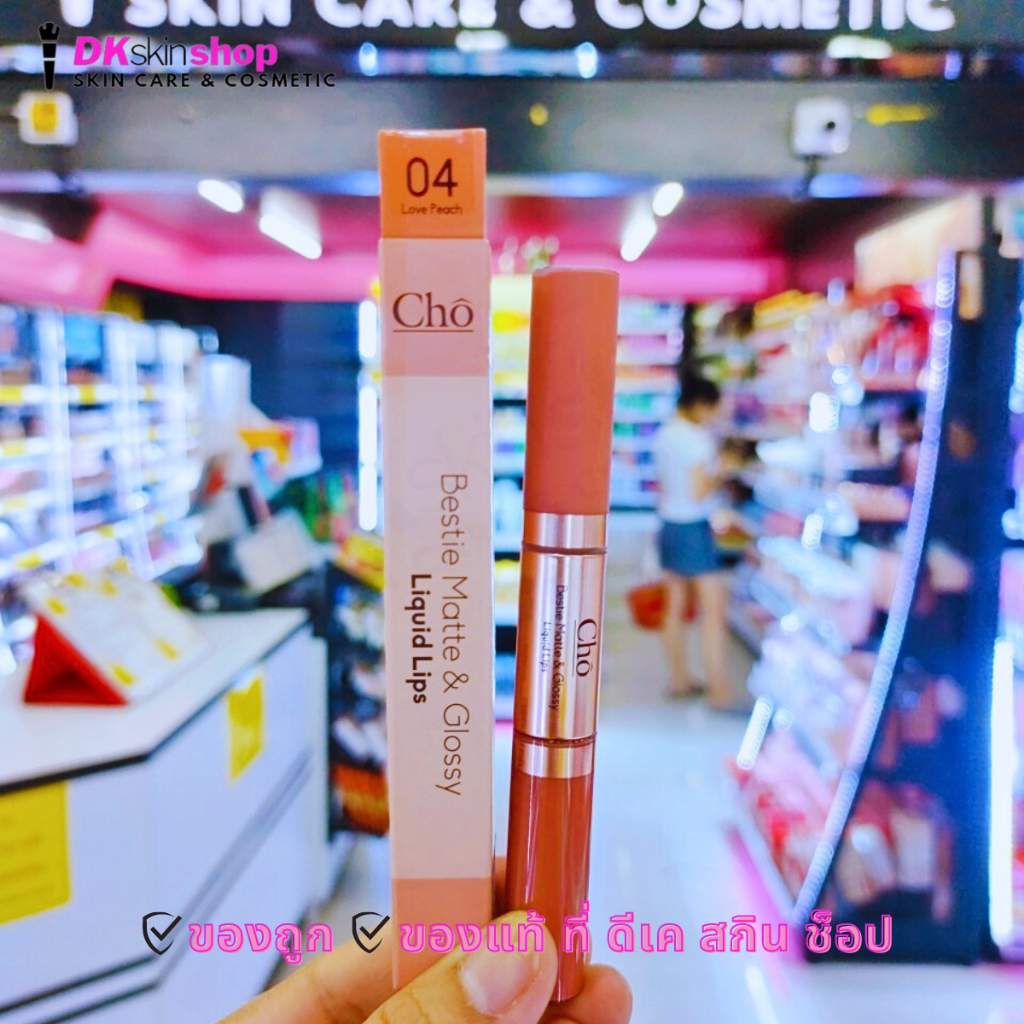 SKIN CARE & COSMETIC
DKskinshop
SKIN CARE & COSMETIC
04
Love Peach
Chô
Bestie Matte & Glossy
Liquid Lips
Chô
Bestie Matte & Glossy
Liquid Lips
ของถูก ของแท้ ที่ ดีเค สกิน ช็อป